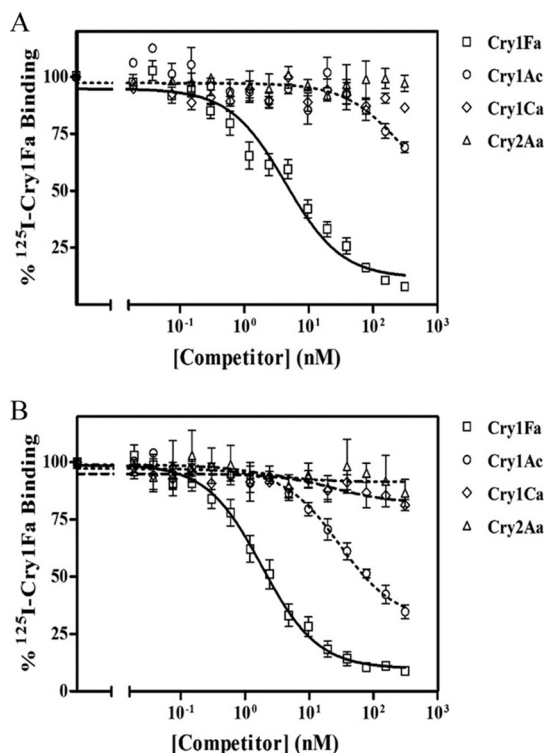 A
% ¹²⁵I-Cry1Fa Binding
100
75
50
25
10⁻¹
10⁰
10¹
10²
10³
[Competitor] (nM)
Cry1Fa
Cry1Ac
Cry1Ca
Cry2Aa
B
% ¹²⁵I-Cry1Fa Binding
100
75
50
25
0
10⁻¹
10⁰
10¹
10²
10³
[Competitor] (nM)
Cry1Fa
Cry1Ac
Cry1Ca
Cry2Aa